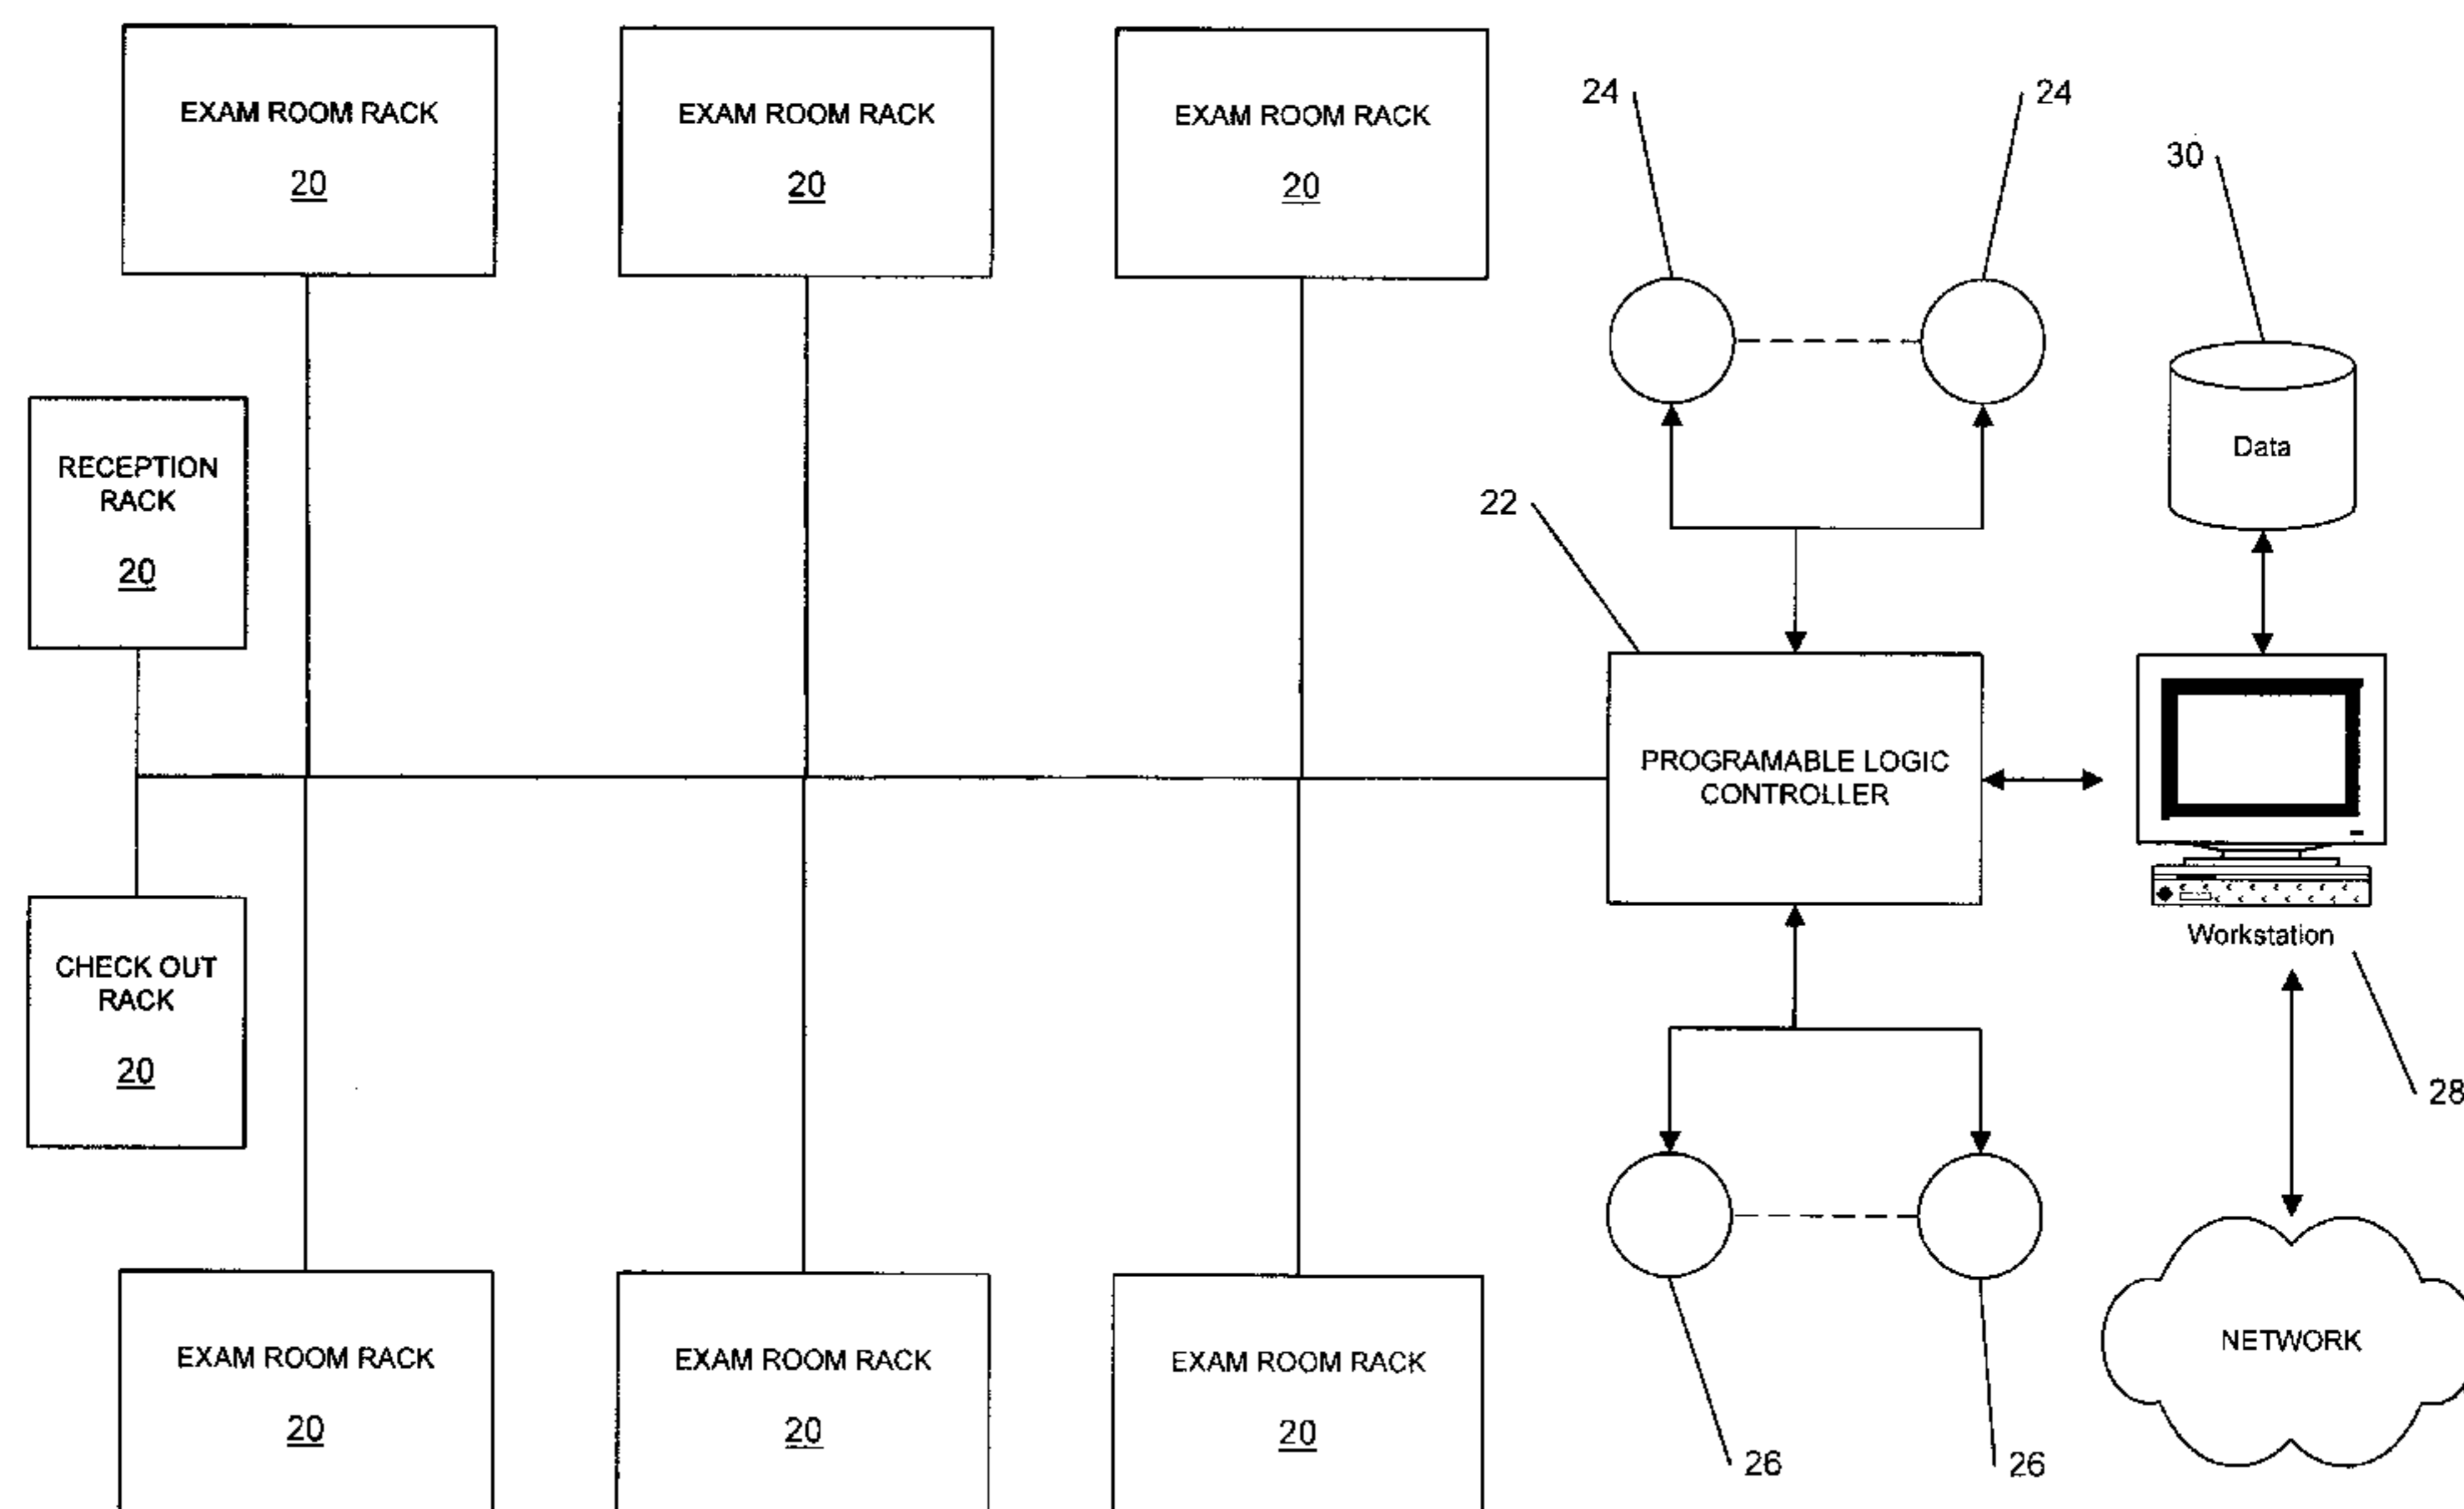 EXAM ROOM RACK
20
EXAM ROOM RACK
20
EXAM ROOM RACK
20
24
24
30
RECEPTION
RACK
20
Data
22
PROGRAMABLE LOGIC
CONTROLLER
Workstation
CHECK OUT
RACK
20
28
EXAM ROOM RACK
20
EXAM ROOM RACK
20
EXAM ROOM RACK
20
NETWORK
26
26